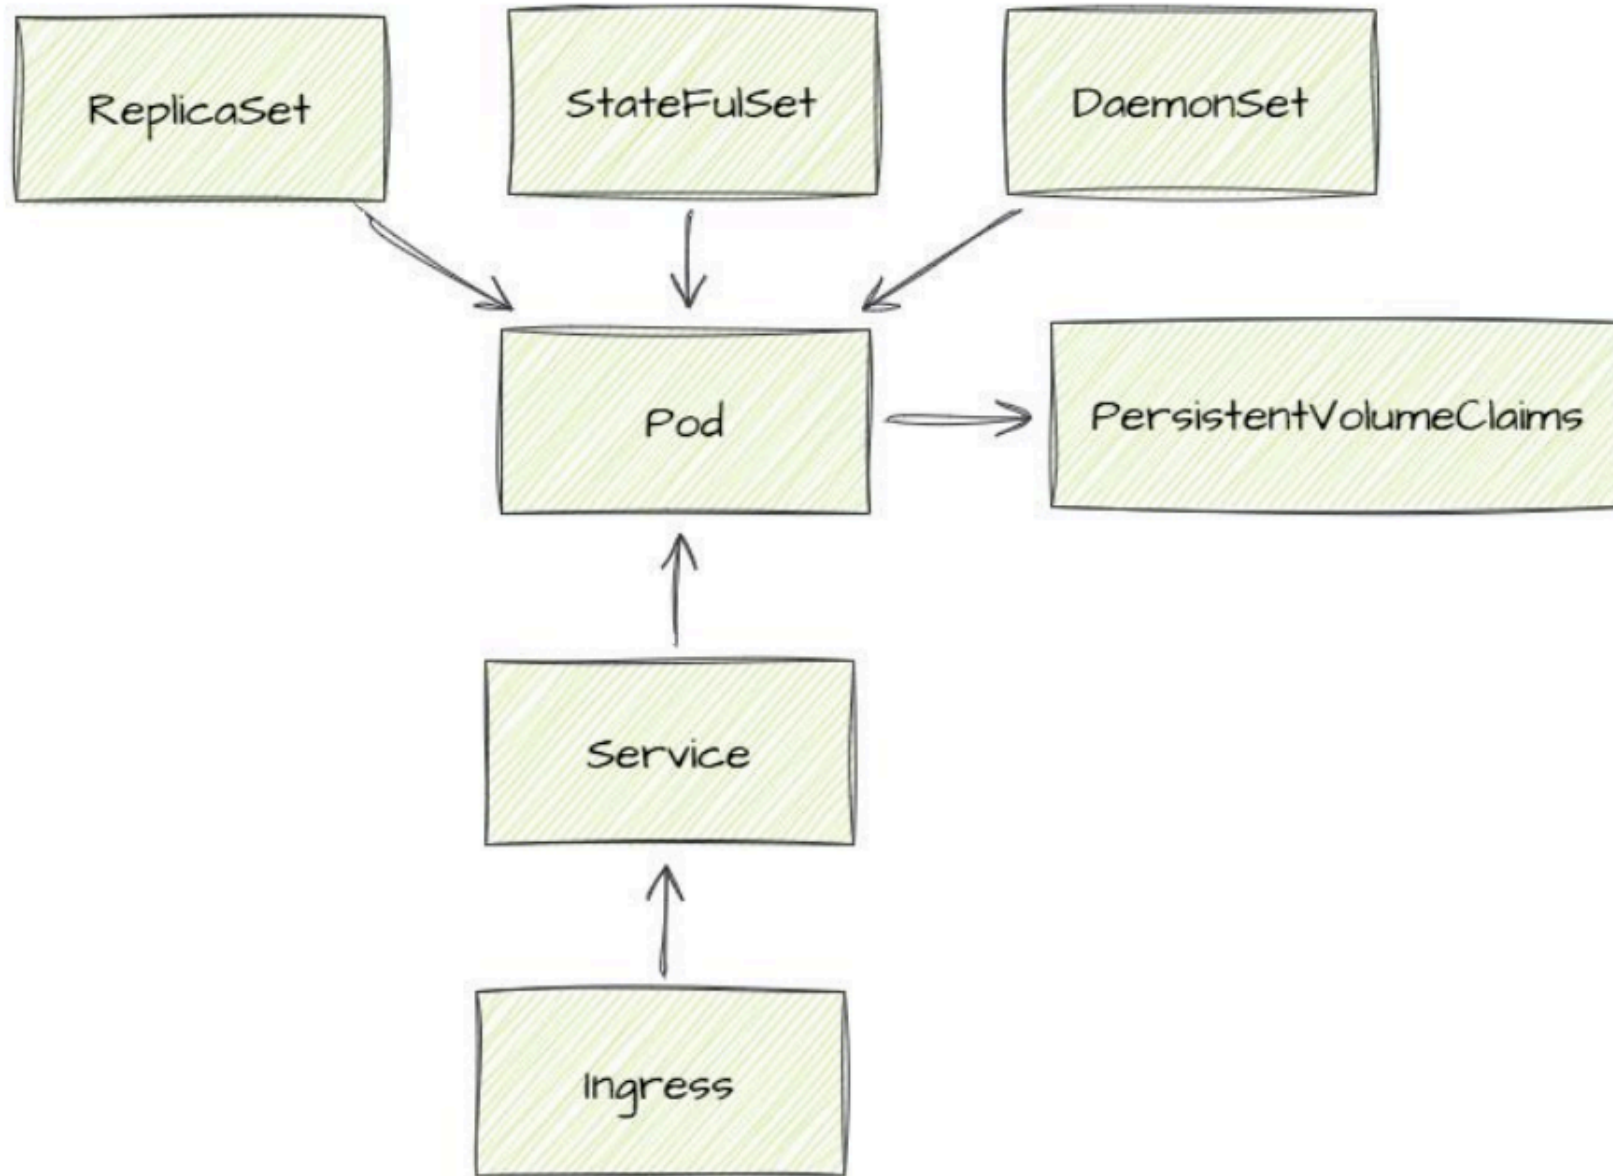 ReplicaSet
StateFulSet
DaemonSet
Pod
PersistentVolumeClaims
Service
Ingress